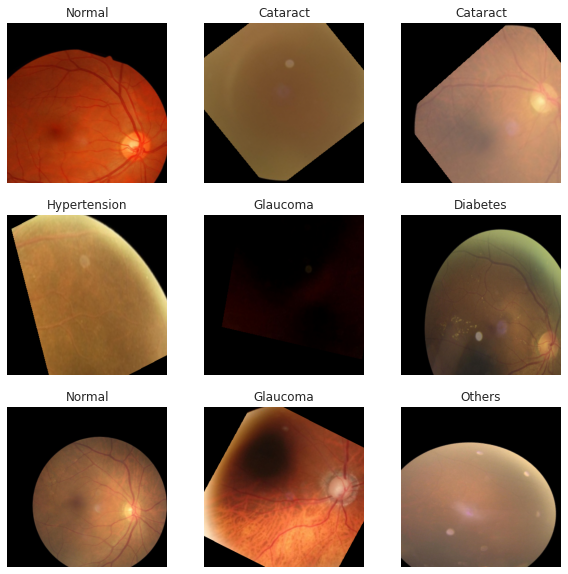 Normal
Cataract
Cataract
Hypertension
Glaucoma
Diabetes
Normal
Glaucoma
Others